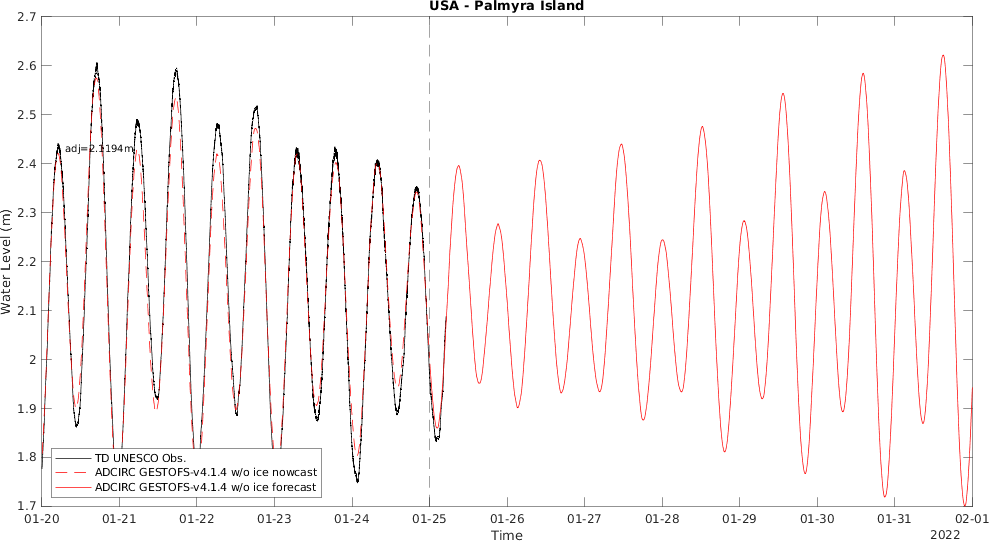 USA - Palmyra Island
2.7
2.6
2.5
2.4
2.3
2.2
2.1
2
1.9
1.8
1.7
Water Level (m)
adj=2.1194m
TD UNESCO Obs.
ADCIRC GESTOFS-v4.1.4 w/o ice nowcast
ADCIRC GESTOFS-v4.1.4 w/o ice forecast
01-20 01-21 01-22 01-23 01-24 01-25 01-26 01-27 01-28 01-29 01-30 01-31 02-01
Time
2022